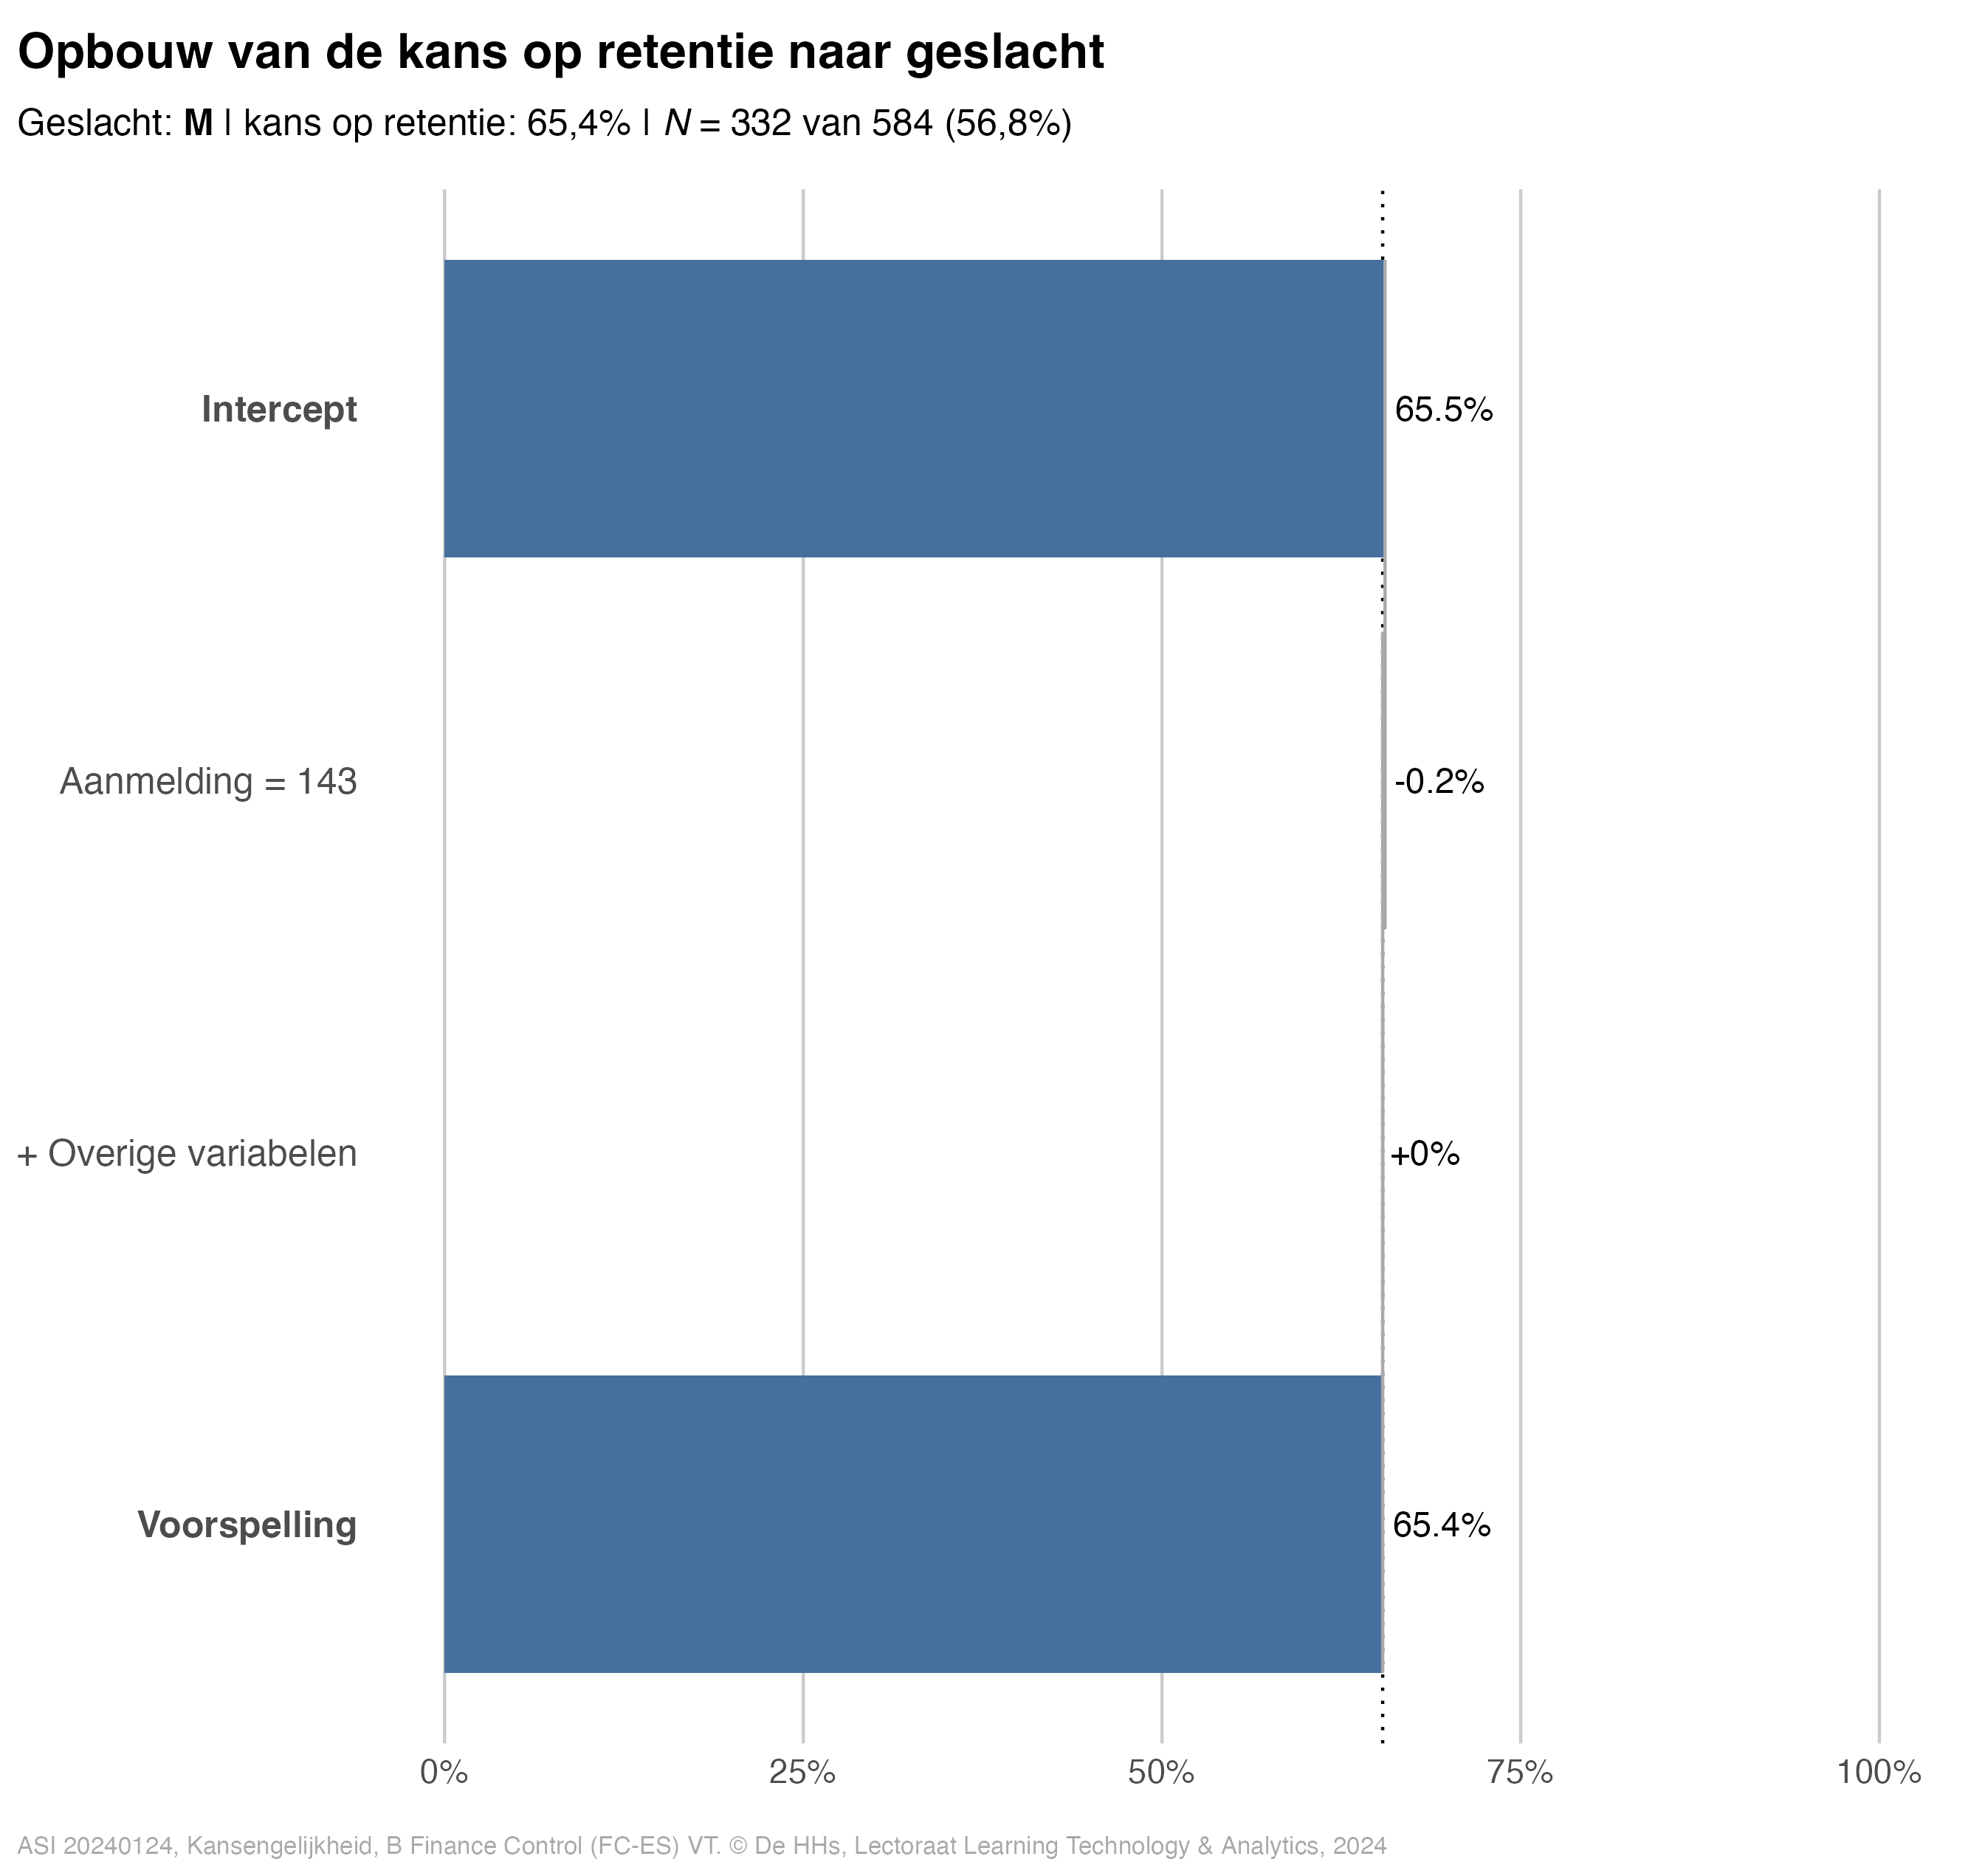 Opbouw van de kans op retentie naar geslacht
Geslacht: M | kans op retentie: 65,4% | N = 332 van 584 (56,8%)
Intercept
65.5%
Aanmelding = 143
-0.2%
+ Overige variabelen
+0%
Voorspelling
65.4%
0% 25% 50% 75% 100%
ASI 20240124, Kansengelijkheid, B Finance Control (FC-ES) VT. © De HHs, Lectoraat Learning Technology & Analytics, 2024